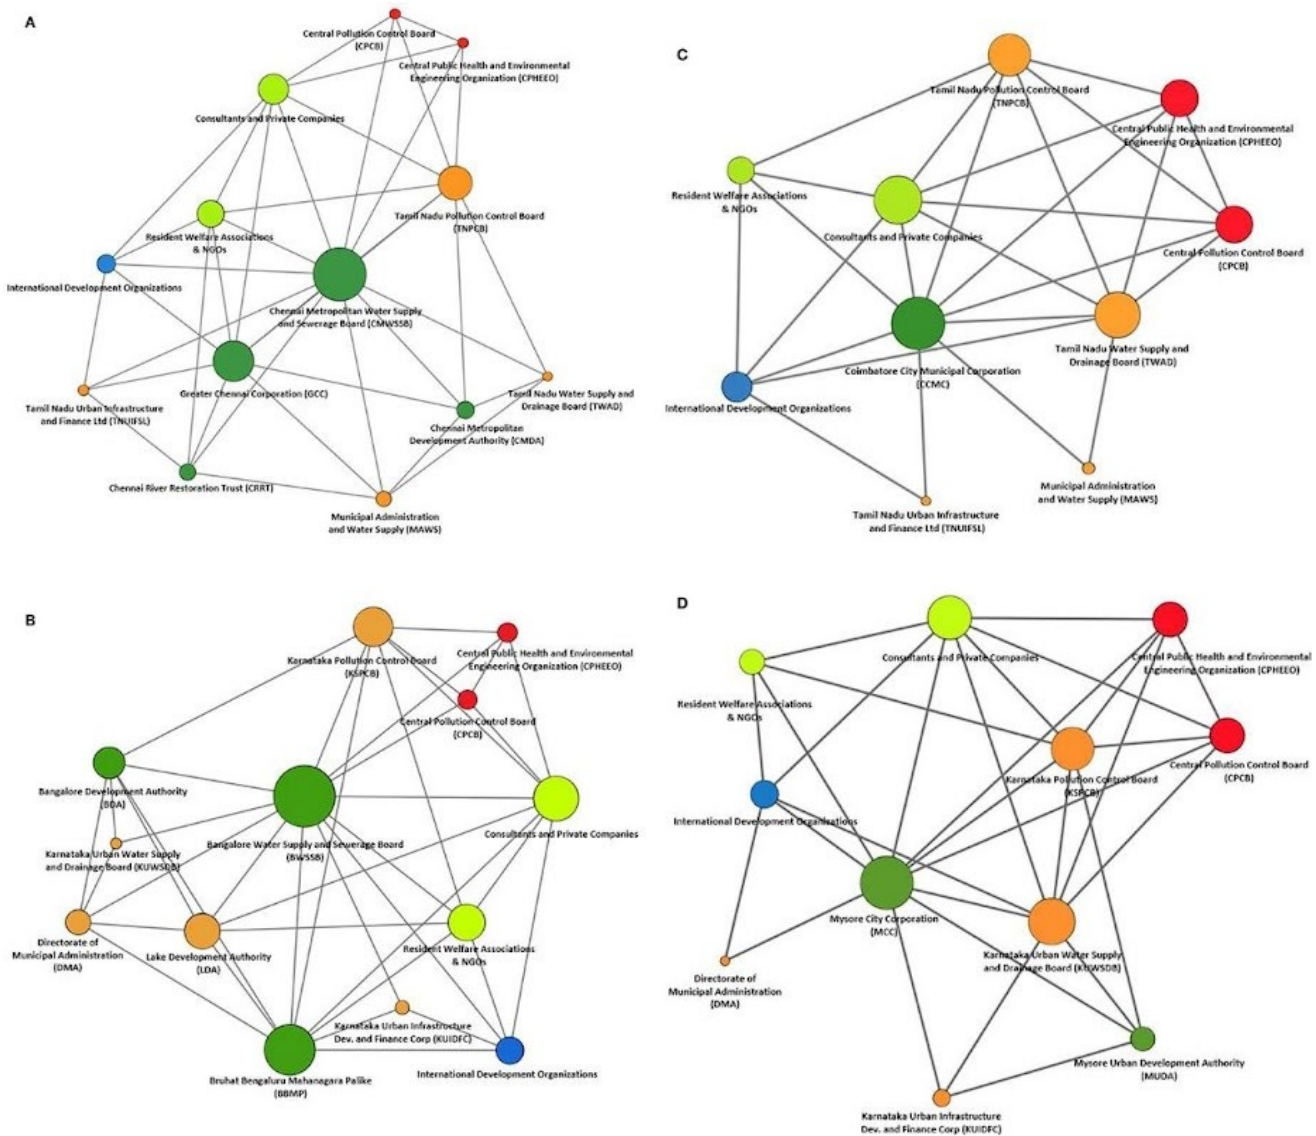 A
Central Pollution Control Board
(CPCB)
Central Public Health and Environmental
Engineering Organization (CPHEEO)
Consultants and Private Companies
Tamil Nadu Pollution Control Board
(TNPCB)
Resident Welfare Associations
& NGOs
International Development Organizations
Chennai Metropolitan Water Supply
and Sewerage Board (CMWSSB)
Greater Chennai Corporation (GCC)
Tamil Nadu Urban Infrastructure
and Finance Ltd (TNUIFSL)
Tamil Nadu Water Supply and
Drainage Board (TWAD)
Chennai Metropolitan
Development Authority (CMDA)
Chennai River Restoration Trust (CRRT)
Municipal Administration
and Water Supply (MAWS)
C
Tamil Nadu Pollution Control Board
(TNPCB)
Central Public Health and Environmental
Engineering Organization (CPHEEO)
Resident Welfare Associations
& NGOs
Consultants and Private Companies
Central Pollution Control Board
(CPCB)
Tamil Nadu Water Supply and
Drainage Board (TWAD)
Coimbatore City Municipal Corporation
(CCMC)
International Development Organizations
Municipal Administration
and Water Supply (MAWS)
Tamil Nadu Urban Infrastructure
and Finance Ltd (TNUIFSL)
B
Karnataka Pollution Control Board
(KSPCB)
Central Public Health and Environmental
Engineering Organization (CPHEEO)
Central Pollution Control Board
(CPCB)
Bangalore Development Authority
(BDA)
Consultants and Private Companies
Bangalore Water Supply and Sewerage Board
(BWSSB)
Karnataka Urban Water Supply
and Drainage Board (KUWSDB)
Directorate of
Municipal Administration
(DMA)
Lake Development Authority
(LDA)
Resident Welfare Associations
& NGOs
Karnataka Urban Infrastructure
Dev. and Finance Corp (KUIDFC)
Bruhat Bengaluru Mahanagara Palike
(BBMP)
International Development Organizations
D
Consultants and Private Companies
Central Public Health and Environmental
Engineering Organization (CPHEEO)
Resident Welfare Associations
& NGOs
Karnataka Pollution Control Board
(KSPCB)
Central Pollution Control Board
(CPCB)
International Development Organizations
Mysore City Corporation
(MCC)
Karnataka Urban Water Supply
and Drainage Board (KUWSDB)
Directorate of
Municipal Administration
(DMA)
Mysore Urban Development Authority
(MUDA)
Karnataka Urban Infrastructure
Dev. and Finance Corp (KUIDFC)